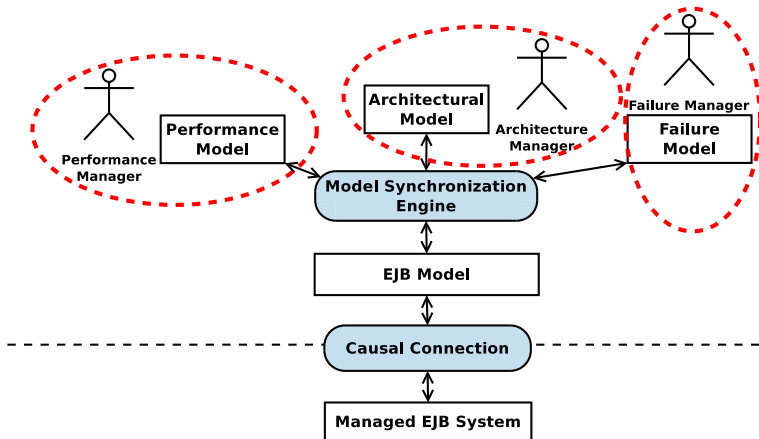 Failure Manager
Architectural
Model
Performance
Model
Architecture
Manager
Failure
Model
Performance
Manager
Model Synchronization
Engine
EJB Model
Causal Connection
Managed EJB System